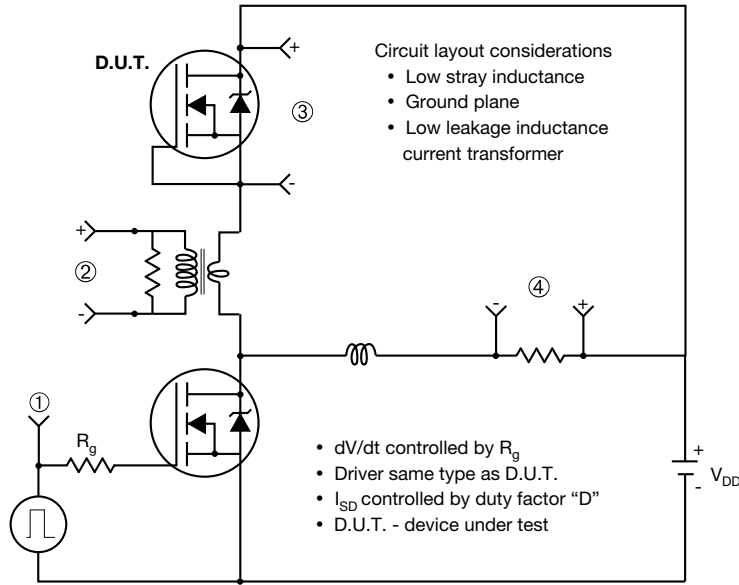 D.U.T.
+
③
-
Circuit layout considerations
• Low stray inductance
• Ground plane
• Low leakage inductance
current transformer
+
②
-
-
④
+
①
R_g
• dV/dt controlled by R_g
• Driver same type as D.U.T.
• I_SD controlled by duty factor “D”
• D.U.T. - device under test
+
-
V_DD